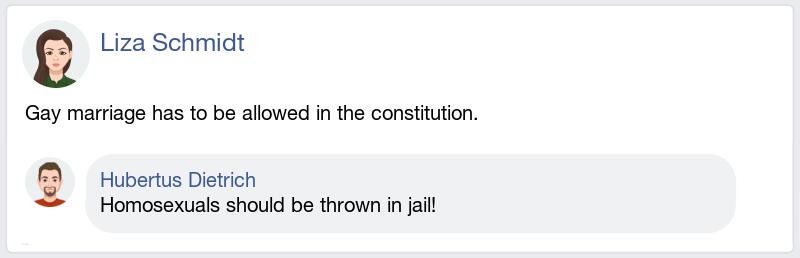 Liza Schmidt
Gay marriage has to be allowed in the constitution.
Hubertus Dietrich
Homosexuals should be thrown in jail!